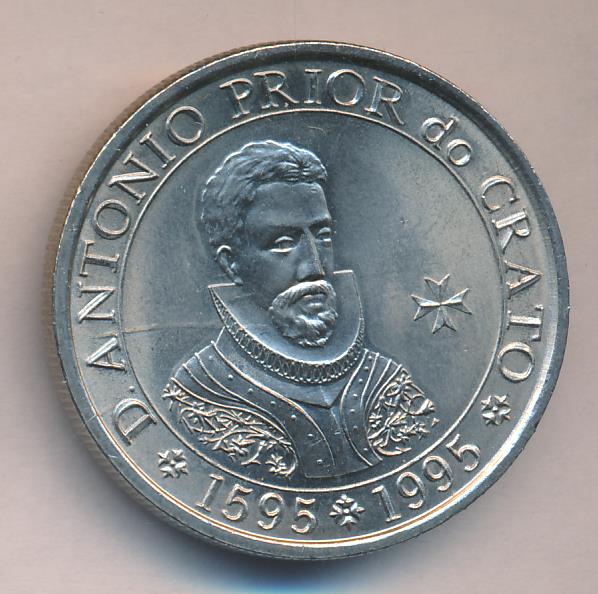 D. ANTONIO PRIOR do CRATO
1595 1995